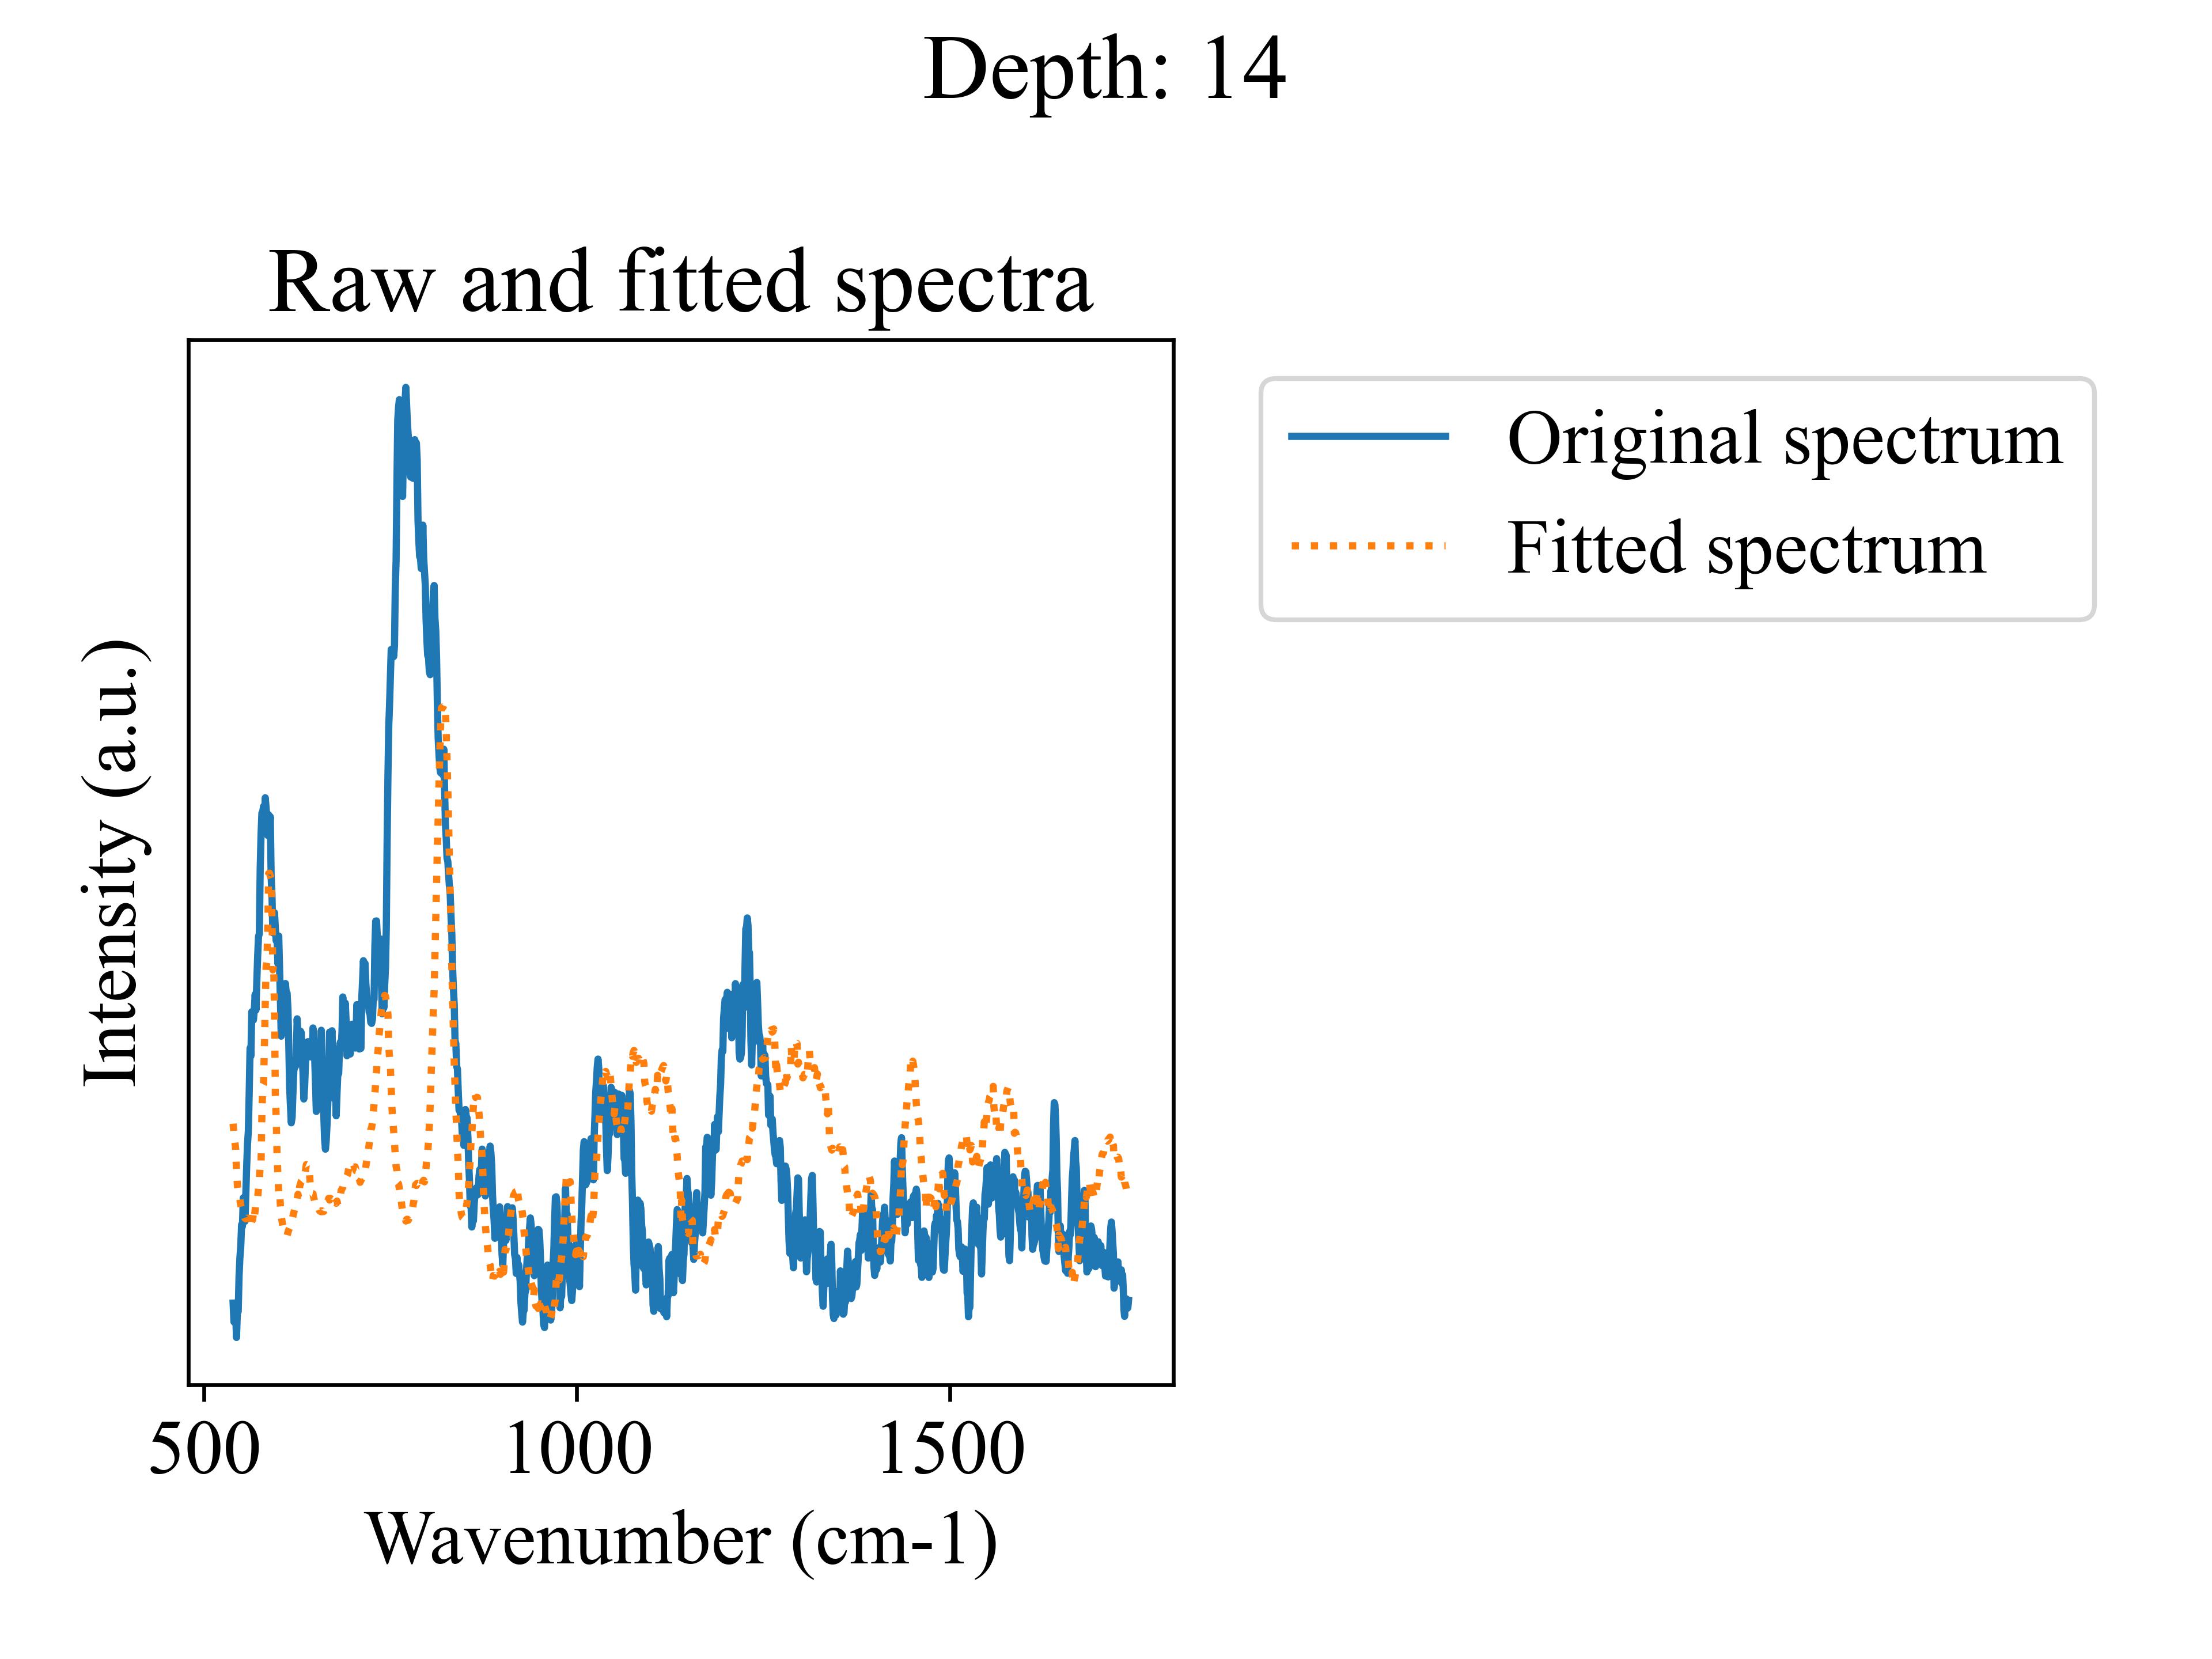 Depth: 14
Raw and fitted spectra
Original spectrum
Fitted spectrum
Intensity (a.u.)
500 1000 1500
Wavenumber (cm-1)